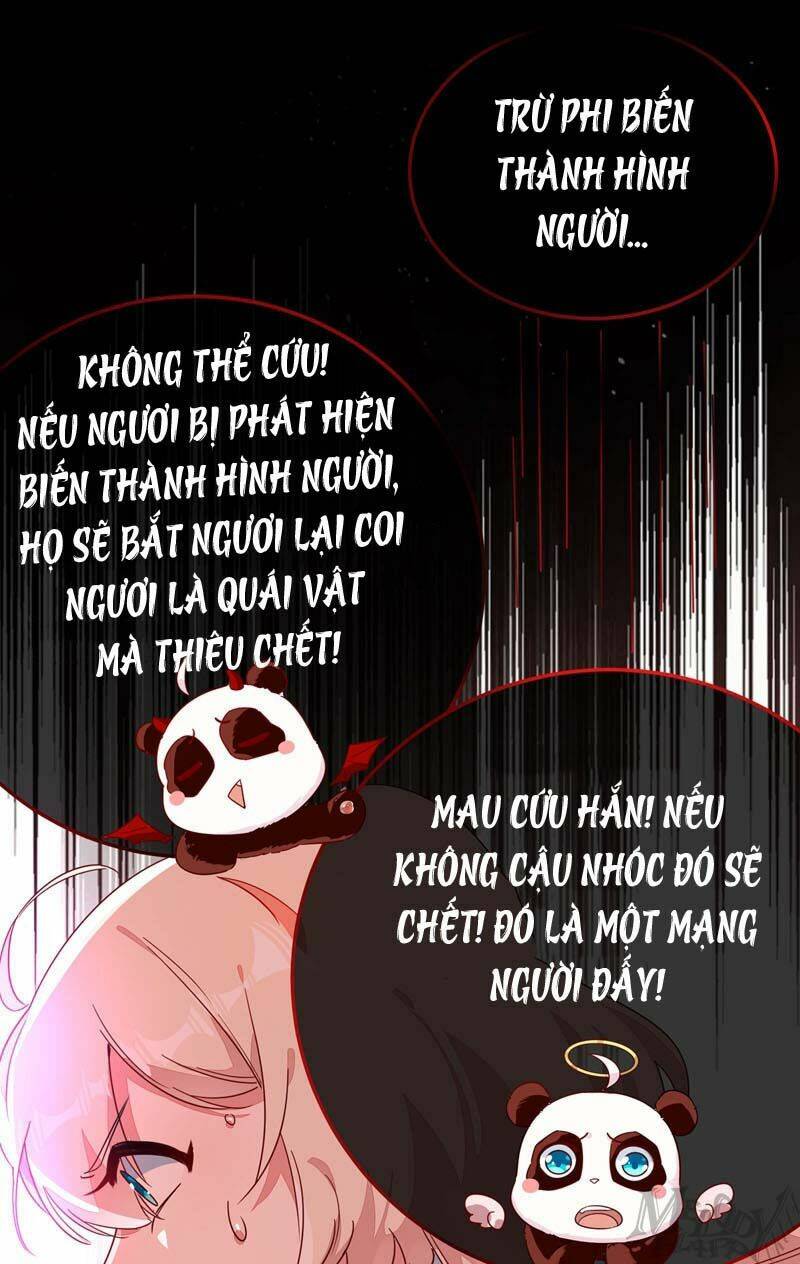 TRỪ PHI BIẾN
THÀNH HÌNH
NGƯỜI...
KHÔNG THỂ CỨU!
NẾU NGƯƠI BỊ PHÁT HIỆN
BIẾN THÀNH HÌNH NGƯỜI,
HỌ SẼ BẮT NGƯƠI LẠI COI
NGƯƠI LÀ QUÁI VẬT
MÀ THIÊU CHẾT!
MAU CỨU HẮN! NẾU
KHÔNG CẬU NHÓC ĐÓ SẼ
CHẾT! ĐÓ LÀ MỘT MẠNG
NGƯỜI ĐẤY!